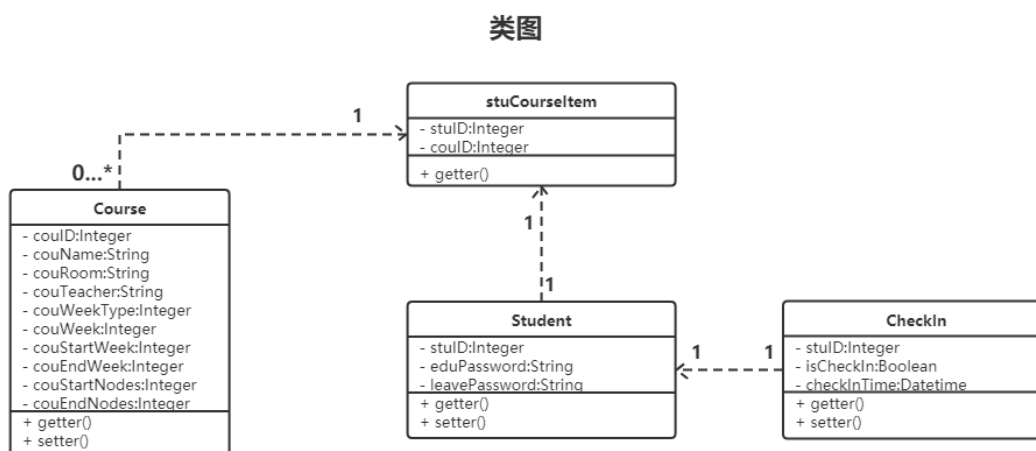 类图
stuCourseItem
- stuID:Integer
- couID:Integer
+ getter()
1
0...*
Course
- couID:Integer
- couName:String
- couRoom:String
- couTeacher:String
- couWeekType:Integer
- couWeek:Integer
- couStartWeek:Integer
- couEndWeek:Integer
- couStartNodes:Integer
- couEndNodes:Integer
+ getter()
+ setter()
1
1
Student
- stuID:Integer
- eduPassword:String
- leavePassword:String
+ getter()
+ setter()
1
1
CheckIn
- stuID:Integer
- isCheckIn:Boolean
- checkInTime:Datetime
+ getter()
+ setter()